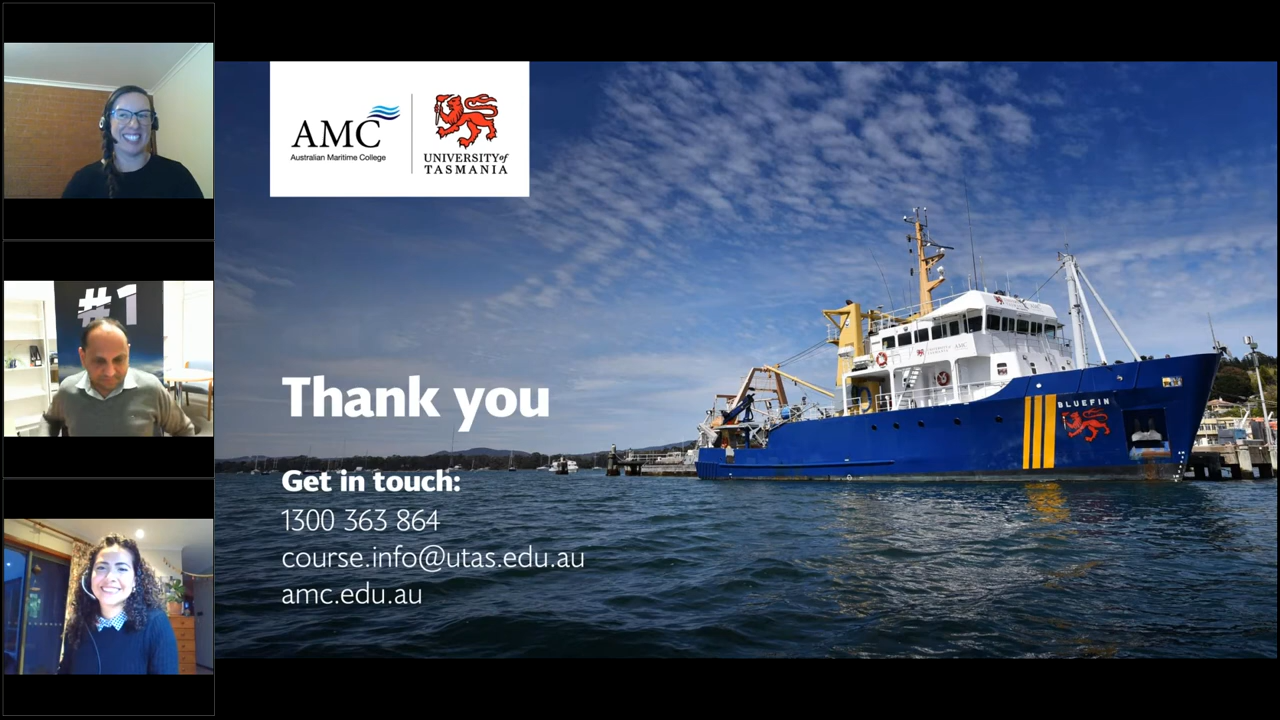 #1
AMC
Australian Maritime College
UNIVERSITY of
TASMANIA
BLUEFIN
Thank you
Get in touch:
1300 363 864
course.info@utas.edu.au
amc.edu.au